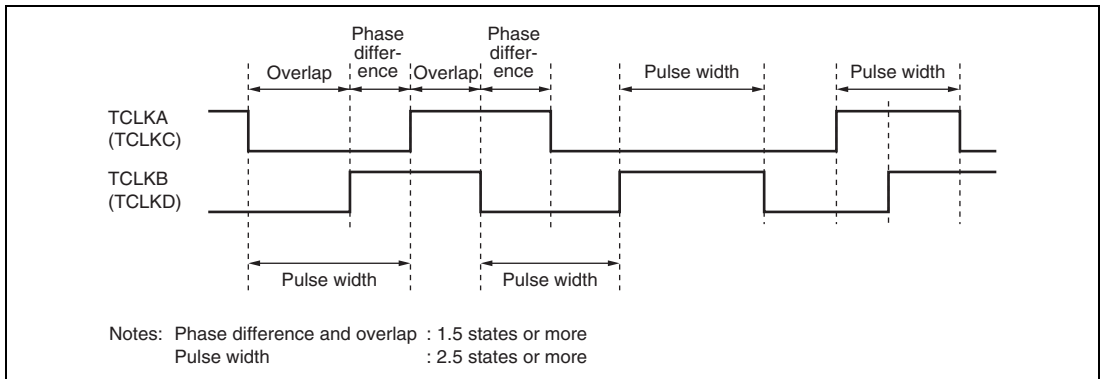 Phase
differ-
ence
Phase
differ-
ence
Overlap
Overlap
Pulse width
Pulse width
TCLKA
(TCLKC)
TCLKB
(TCLKD)
Pulse width
Pulse width
Notes: Phase difference and overlap : 1.5 states or more
Pulse width : 2.5 states or more